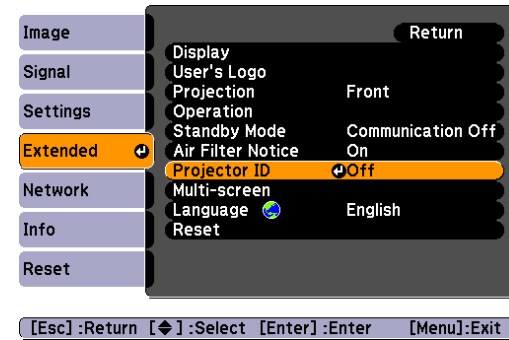 Image
Signal
Settings
Extended
Network
Info
Reset
Return
Display
User's Logo
Projection Front
Operation
Standby Mode Communication Off
Air Filter Notice On
Projector ID Off
Multi-screen
Language English
Reset
[Esc] :Return [ ] :Select [Enter] :Enter [Menu]:Exit